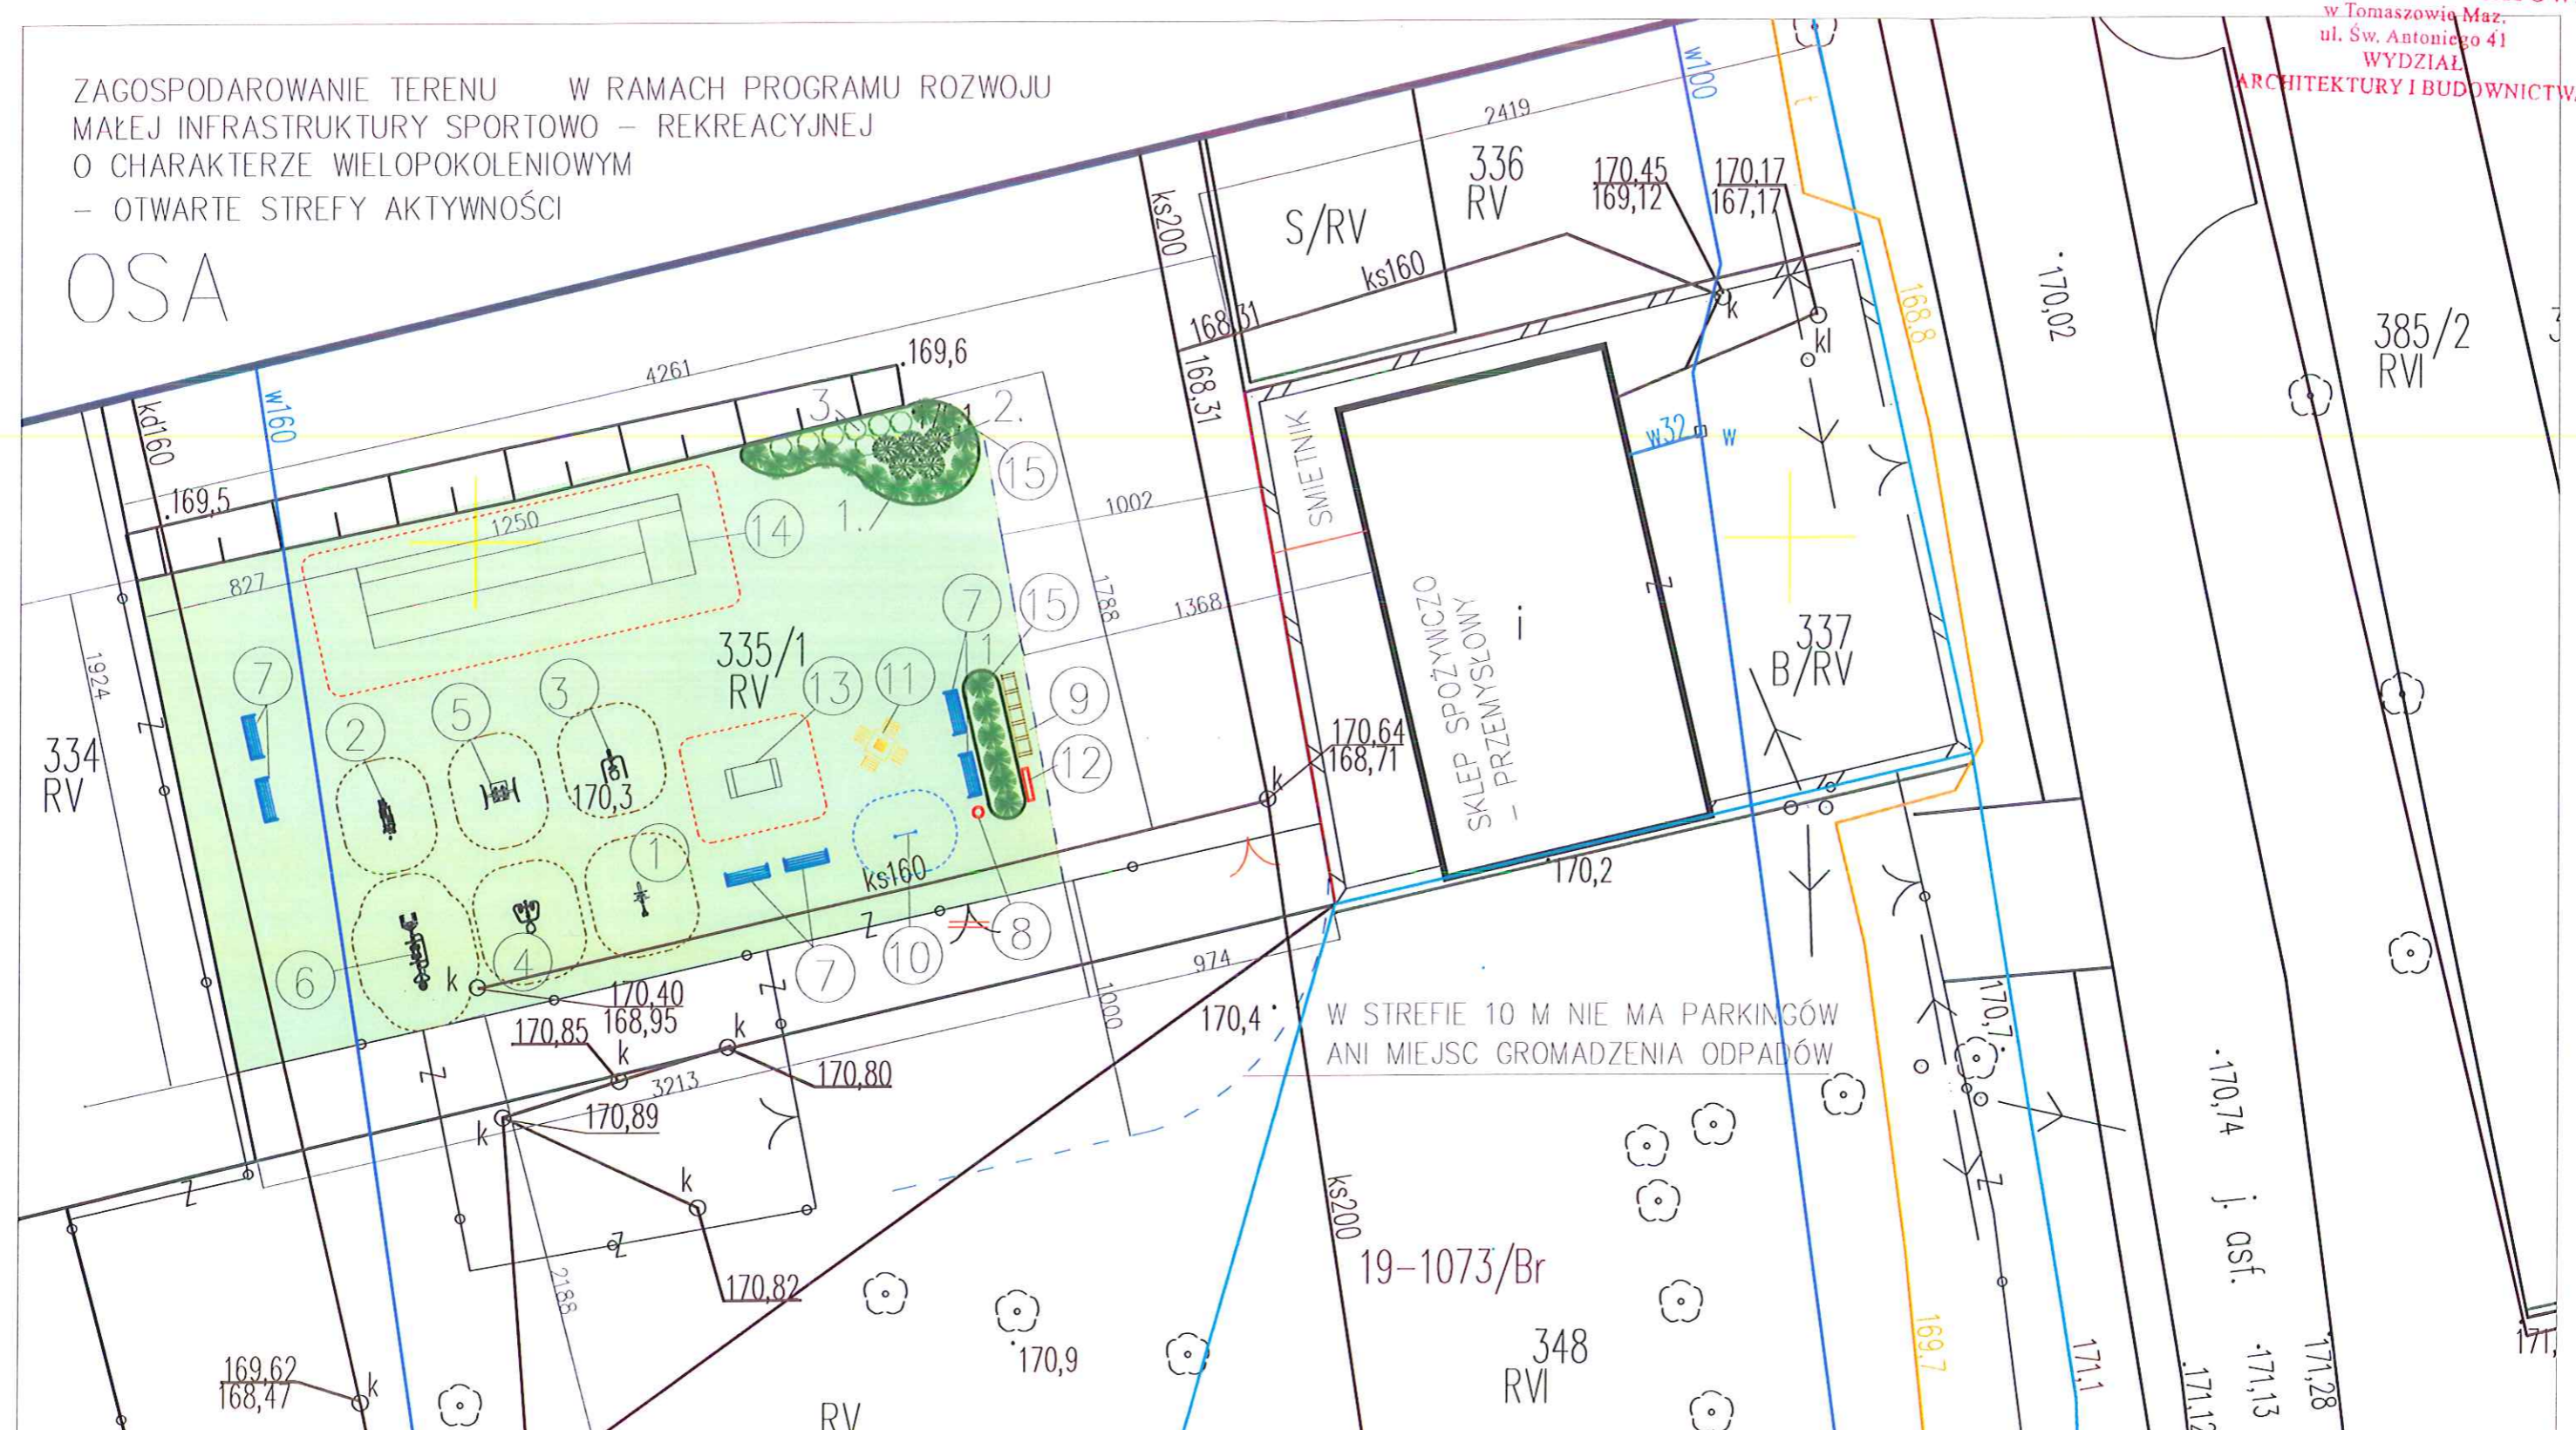 w Tomaszowie Maz.
ul. Św. Antoniego 41
WYDZIAŁ
ARCHITEKTURY I BUDOWNICTWA
ZAGOSPODAROWANIE TERENU W RAMACH PROGRAMU ROZWOJU
MAŁEJ INFRASTRUKTURY SPORTOWO – REKREACYJNEJ
O CHARAKTERZE WIELOPOKOLENIOWYM
– OTWARTE STREFY AKTYWNOŚCI
OSA
w100
t
2419
336
RV
S/RV
170,45
169,12
170,17
167,17
ks200
ks160
168,31
168,31
k
kl
168,8
170,02
385/2
RVI
4261
169,6
kd160
w160
169,5
3.
2.
1.
15
14
1250
827
1002
1788
1368
SMIETNIK
w32
w
SKLEP SPOŻYWCZO
– PRZEMYSŁOWY
i
Z
337
B/RV
1924
334
RV
Z
335/1
RV
7
2
5
3
13
11
7
15
1.
9
12
170,3
1
6
4
7
10
8
ks160
Z
k
170,64
168,71
k
170,40
168,95
170,85
k
k
170,80
3213
170,89
k
Z
Z
974
1000
170,4
170,2
W STREFIE 10 M NIE MA PARKINGÓW
ANI MIEJSC GROMADZENIA ODPADÓW
170,7
Z
k
Z
Z
170,82
2188
169,62
168,47
k
170,9
RV
ks200
19-1073/Br
348
RVI
169,7
171,1
170,74
j. asf.
171,12
171,13
171,28
171,